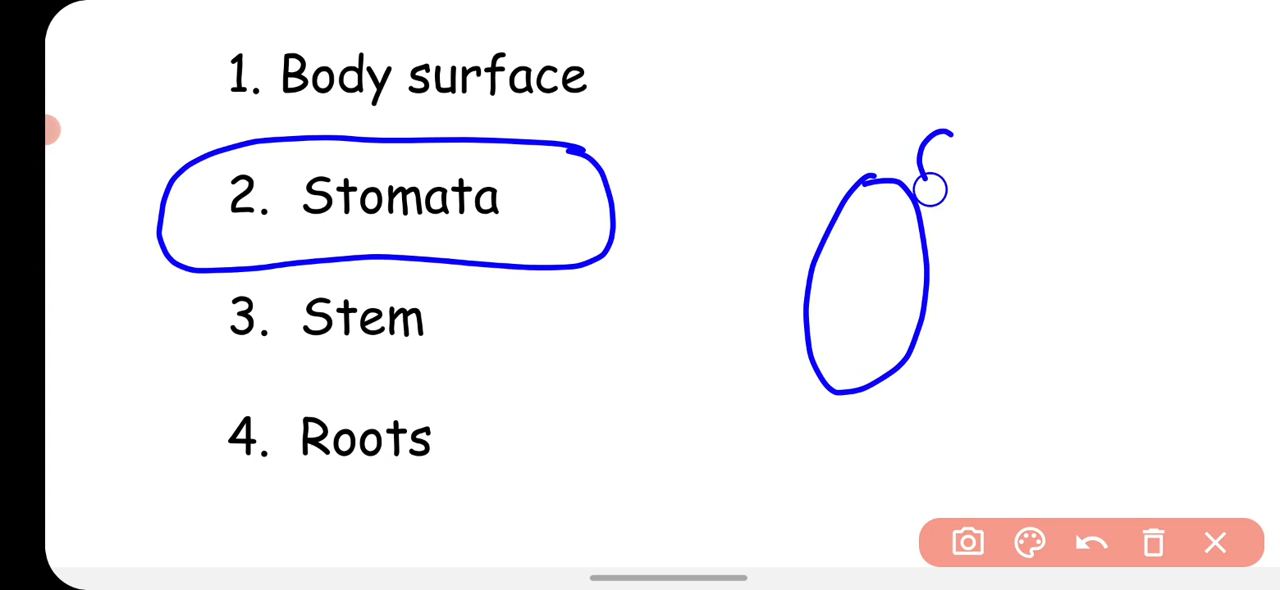 1. Body surface
2. Stomata
3. Stem
4. Roots